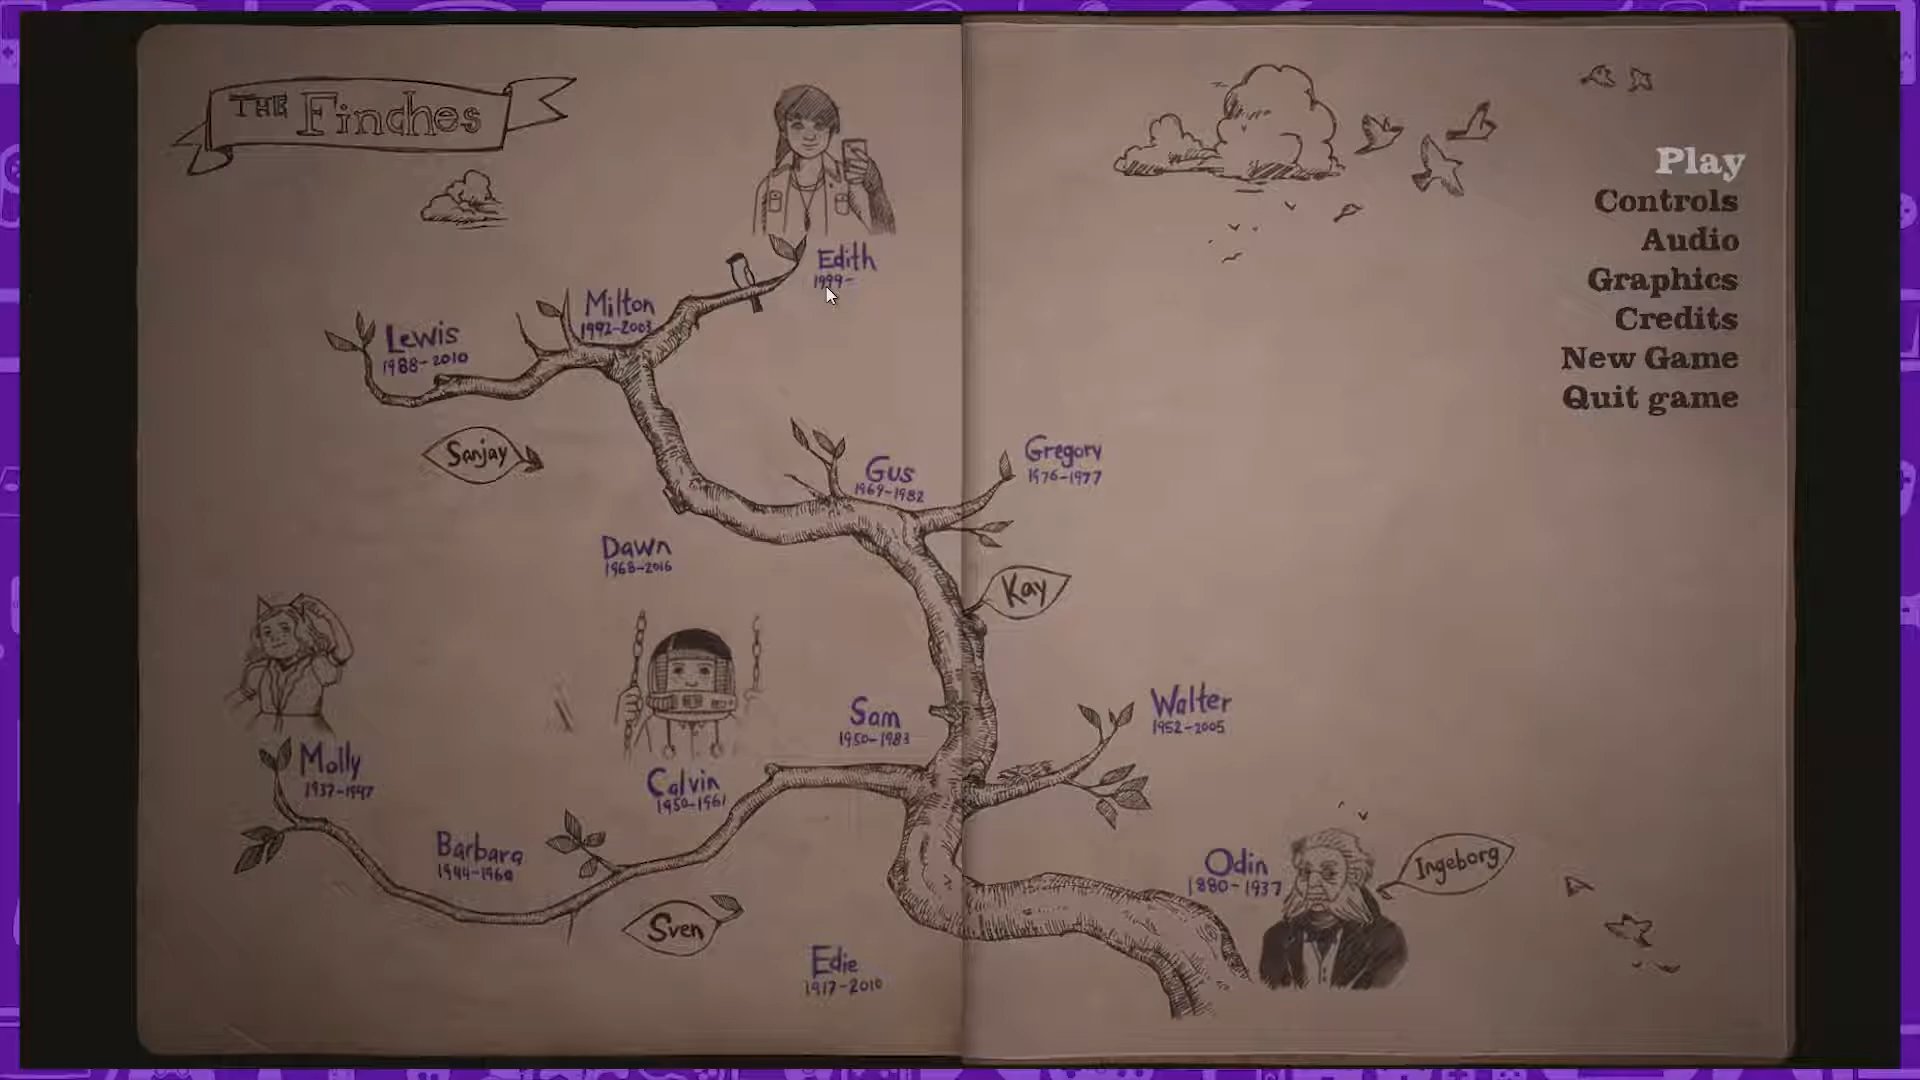 THE Finches
Edith
1999-
Milton
1992-2003
Lewis
1988-2010
Sanjay
Gus
1969-1982
Gregory
1976-1977
Dawn
1968-2016
Kay
Sam
1950-1983
Walter
1952-2005
Molly
1937-1947
Calvin
1950-1961
Barbara
1944-1960
Sven
Odin
1880-1937
Ingeborg
Edie
1917-2010
Play
Controls
Audio
Graphics
Credits
New Game
Quit game